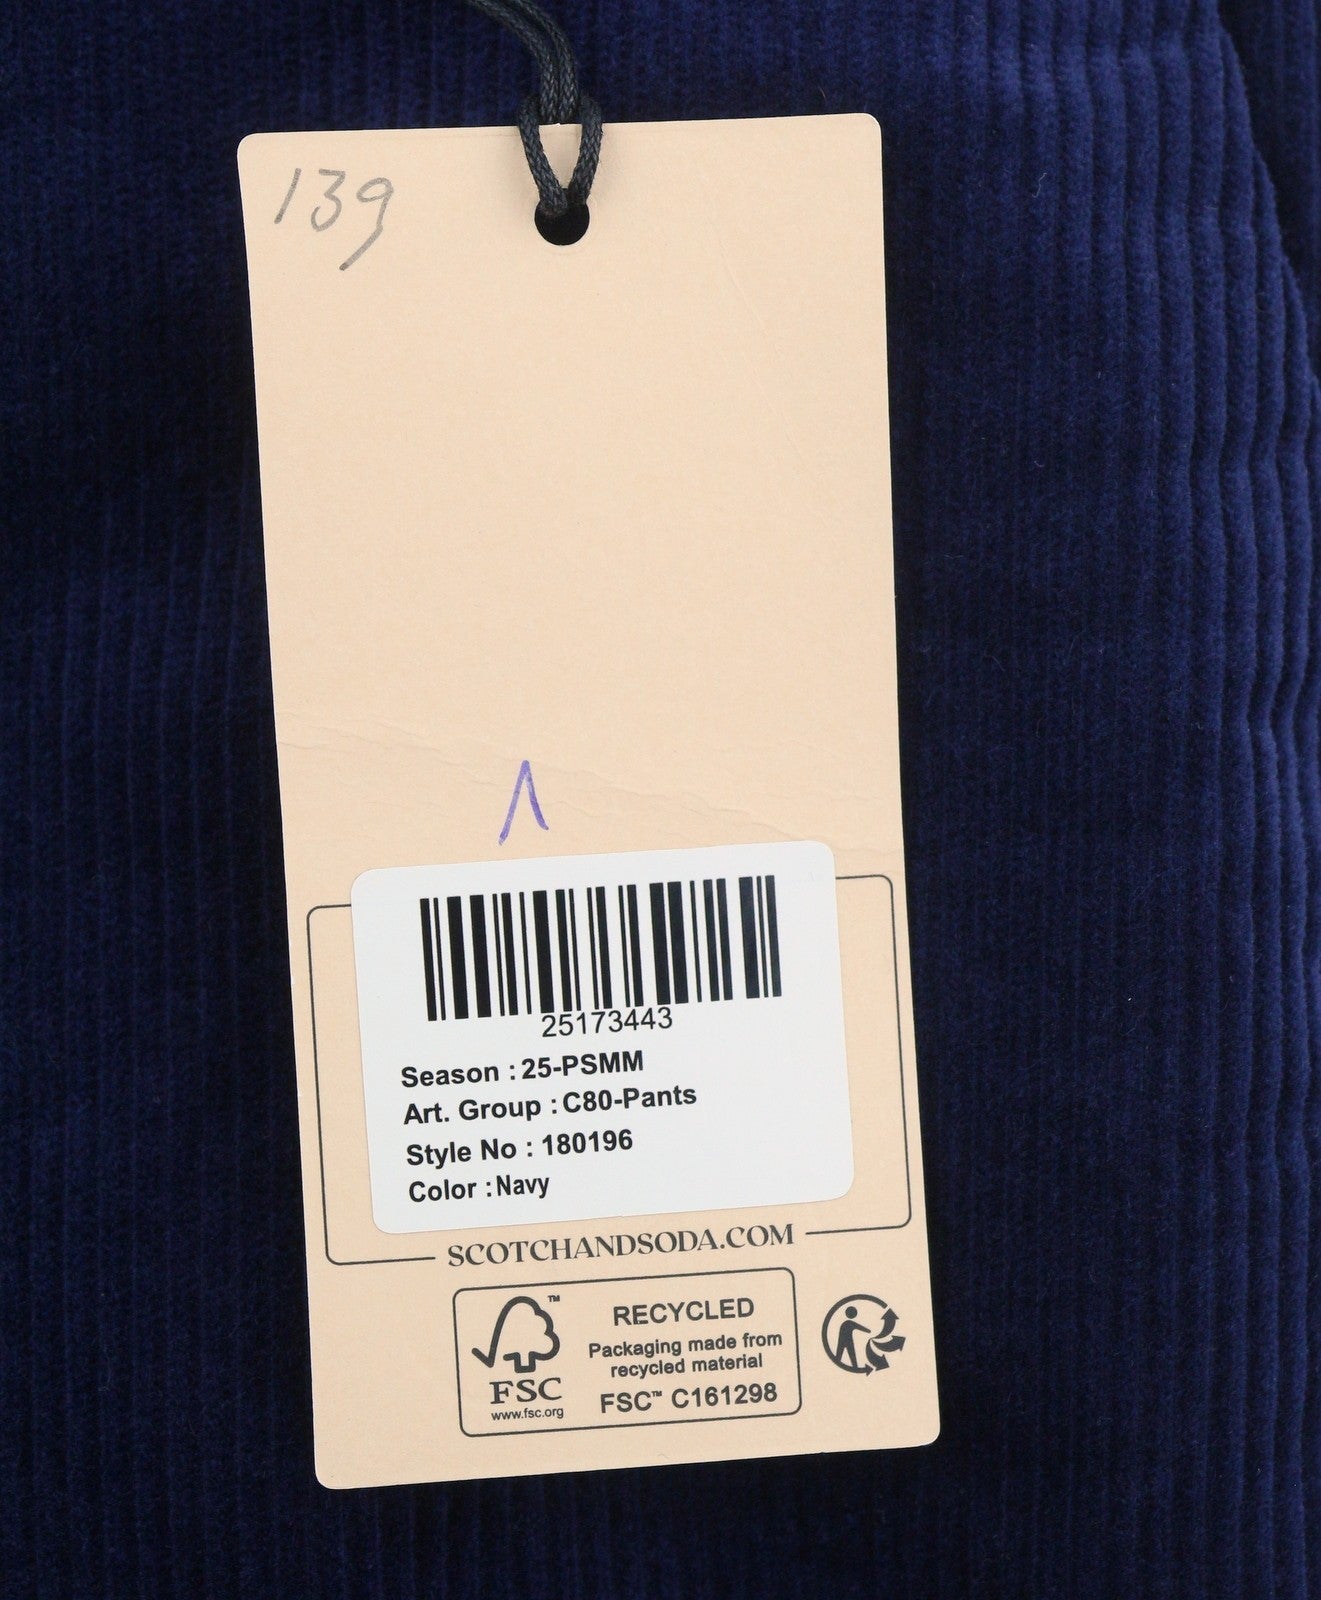 139
25173443
Season : 25-PSMM
Art. Group : C80-Pants
Style No : 180196
Color : Navy
SCOTCHANDSODA.COM
FSC
www.fsc.org
RECYCLED
Packaging made from
recycled material
FSC™ C161298